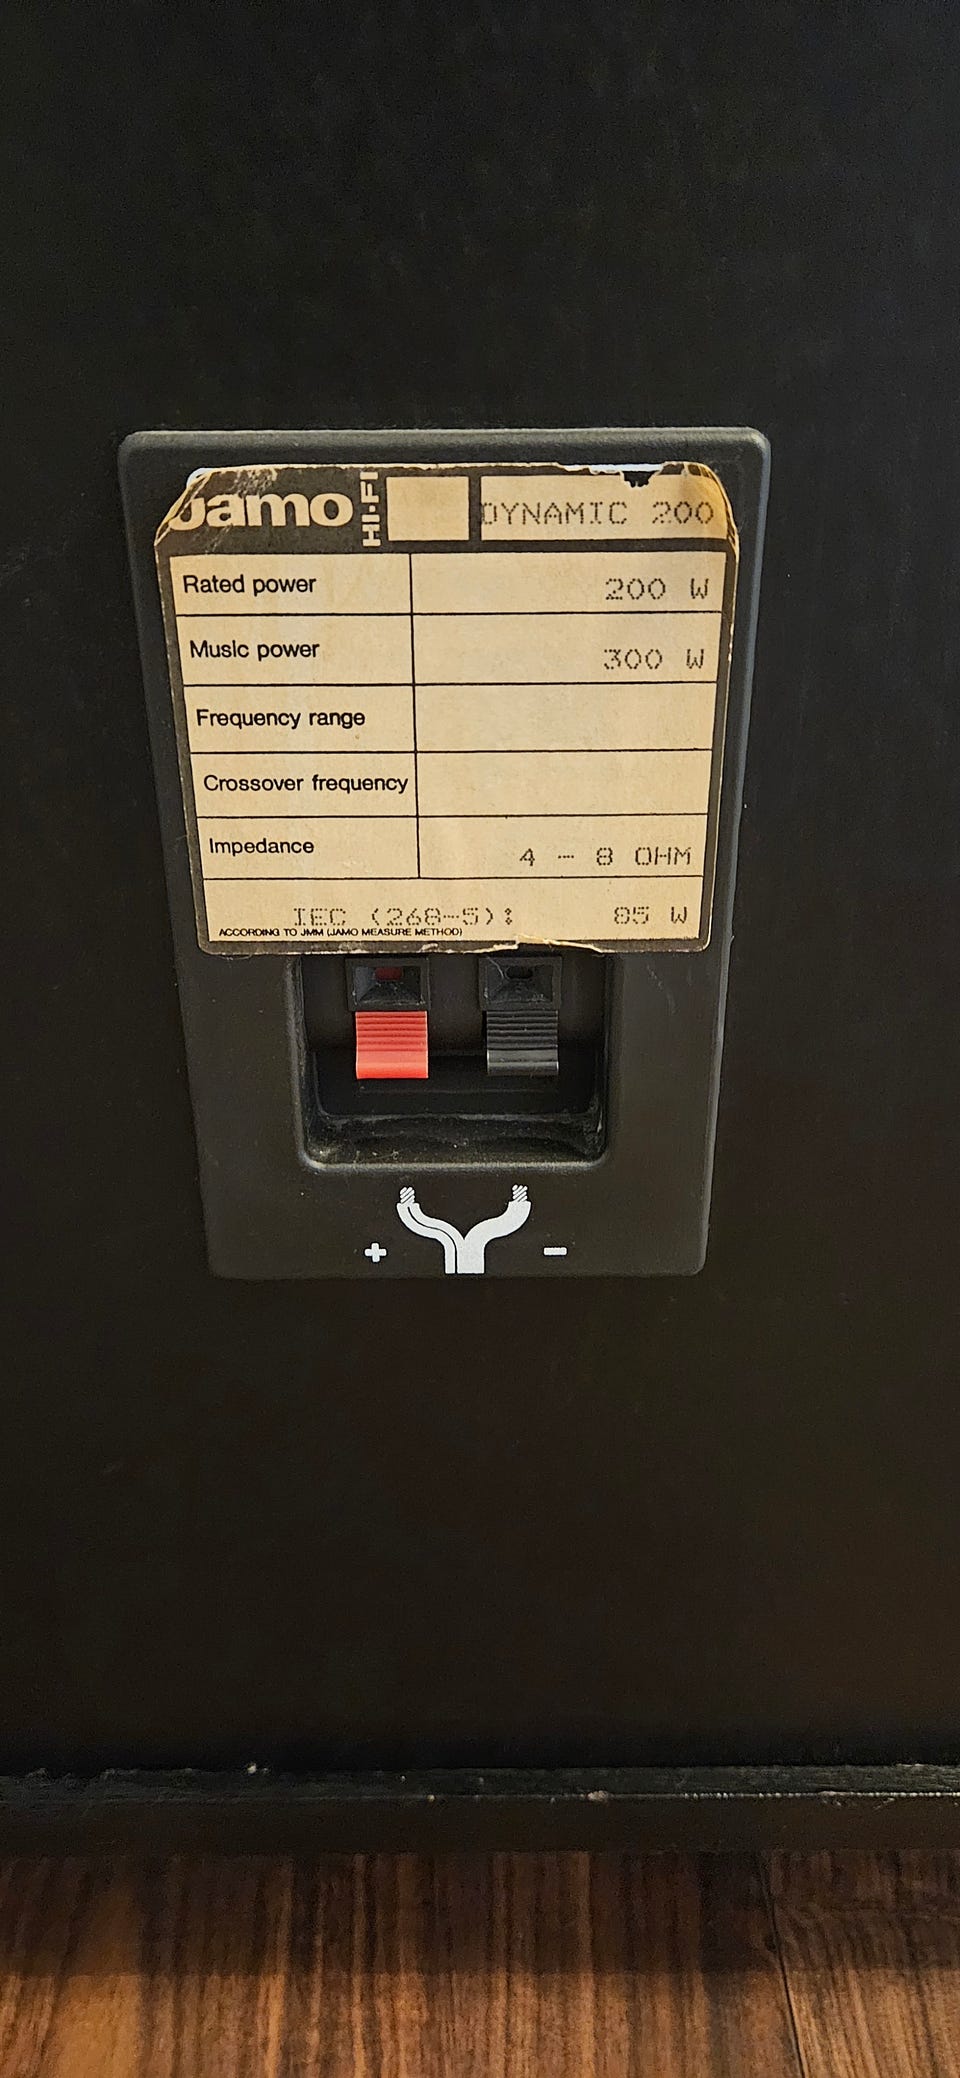 Jamo HI-FI DYNAMIC 200
Rated power 200 W
Music power 300 W
Frequency range
Crossover frequency
Impedance 4 - 8 OHM
IEC (268-5): 85 W
ACCORDING TO JMM (JAMO MEASURE METHOD)
+ -